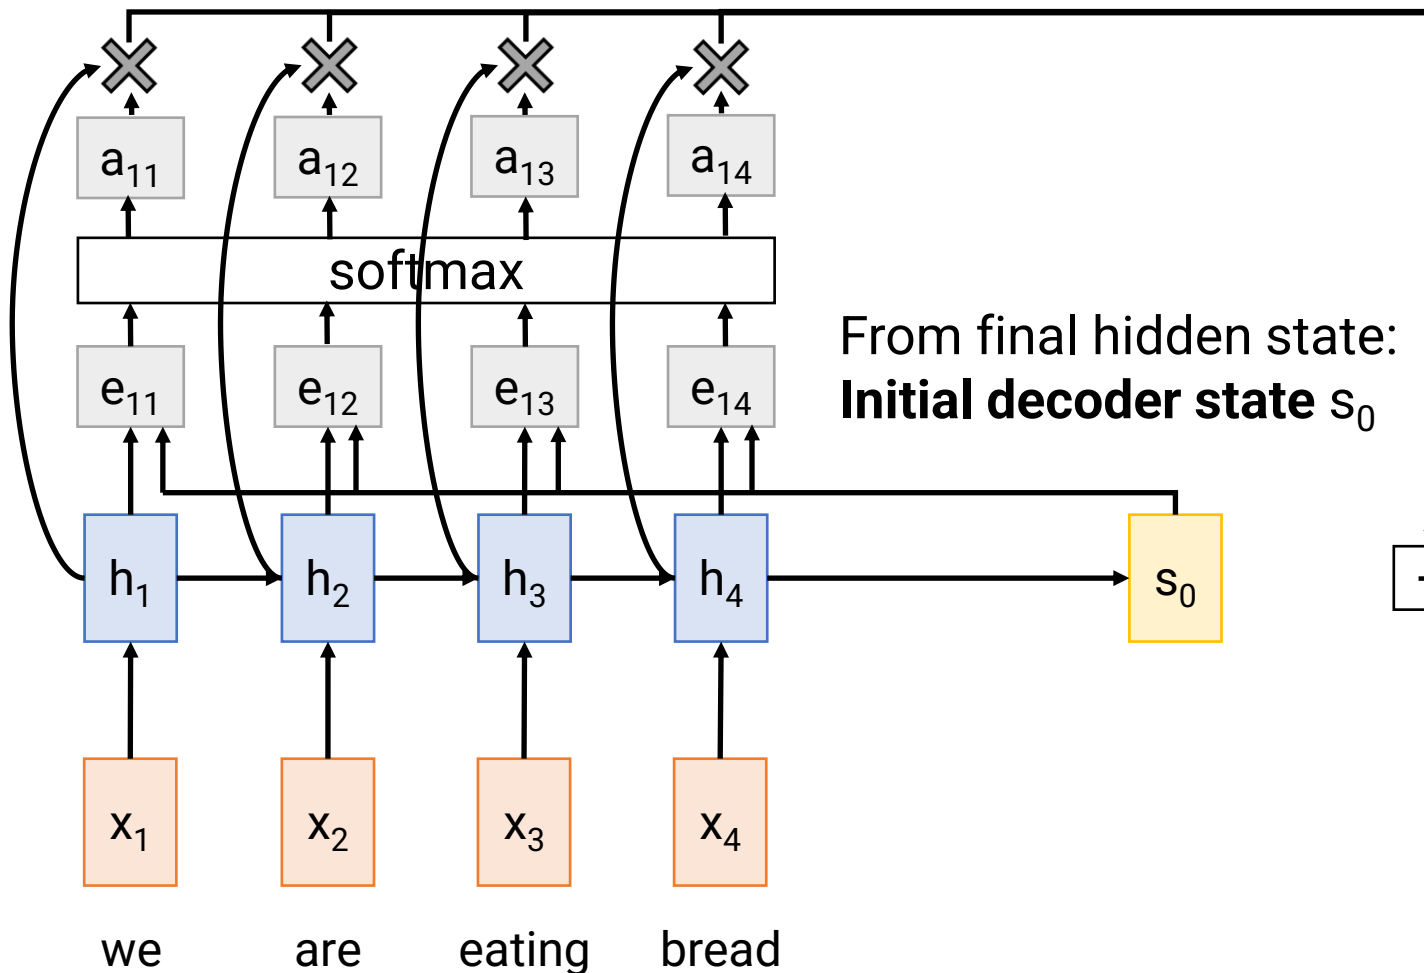 a₁₁ a₁₂ a₁₃ a₁₄
softmax
From final hidden state:
e₁₁ e₁₂ e₁₃ e₁₄
Initial decoder state s₀
h₁ h₂ h₃ h₄ s₀
x₁ x₂ x₃ x₄
we are eating bread